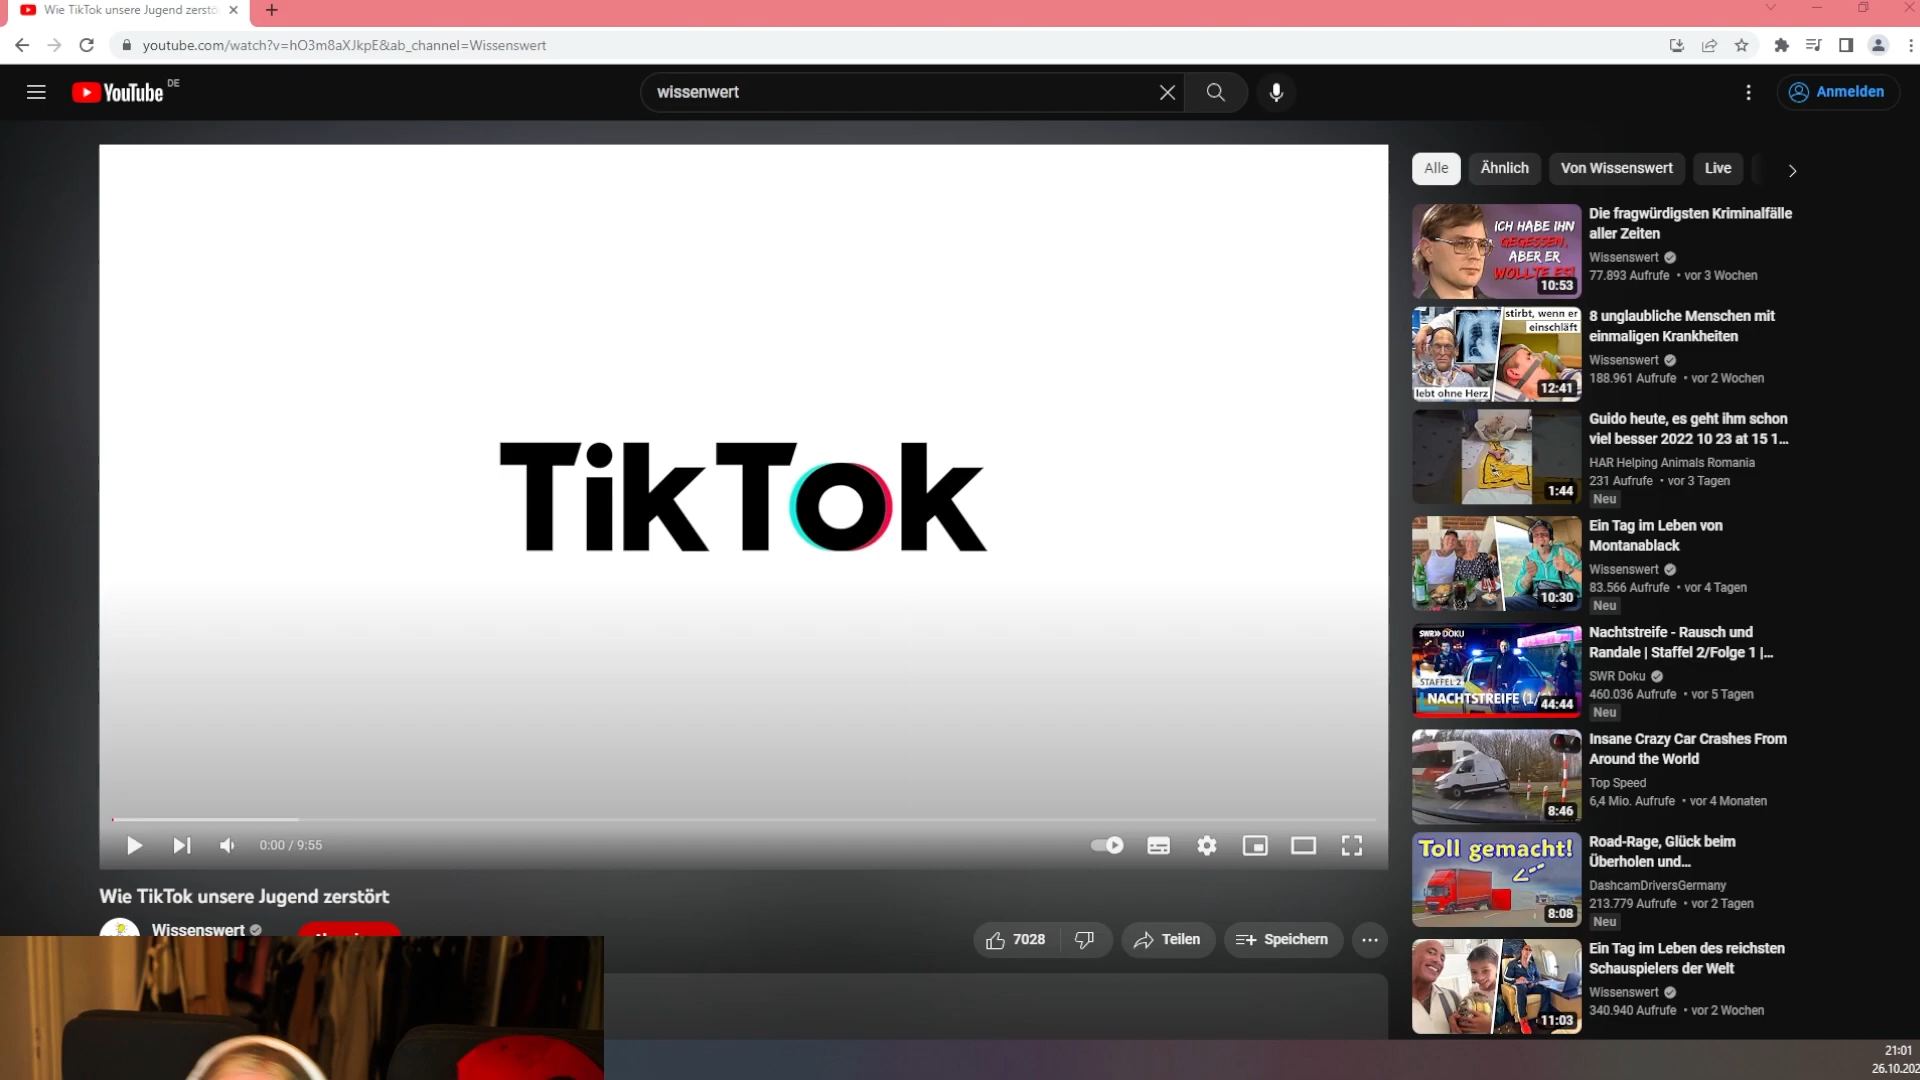 Wie TikTok unsere Jugend zerstö
youtube.com/watch?v=hO3m8aXJkpE&ab_channel=Wissenswert
YouTube DE
wissenwert
Anmelden
TikTok
0:00 / 9:55
Wie TikTok unsere Jugend zerstört
Wissenswert
7028
Teilen
Speichern
Alle
Ähnlich
Von Wissenswert
Live
ICH HABE IHN
GEGESSEN,
ABER ER
WOLLTE ES!
10:53
Die fragwürdigsten Kriminalfälle
aller Zeiten
Wissenswert
77.893 Aufrufe • vor 3 Wochen
stirbt, wenn er
einschläft
lebt ohne Herz
12:41
8 unglaubliche Menschen mit
einmaligen Krankheiten
Wissenswert
188.961 Aufrufe • vor 2 Wochen
1:44
Guido heute, es geht ihm schon
viel besser 2022 10 23 at 15 1...
HAR Helping Animals Romania
231 Aufrufe • vor 3 Tagen
Neu
10:30
Ein Tag im Leben von
Montanablack
Wissenswert
83.566 Aufrufe • vor 4 Tagen
Neu
SWR» DOKU
STAFFEL 2
NACHTSTREIFE (1/
44:44
Nachtstreife - Rausch und
Randale | Staffel 2/Folge 1 |...
SWR Doku
460.036 Aufrufe • vor 5 Tagen
Neu
8:46
Insane Crazy Car Crashes From
Around the World
Top Speed
6,4 Mio. Aufrufe • vor 4 Monaten
Toll gemacht!
8:08
Road-Rage, Glück beim
Überholen und...
DashcamDriversGermany
213.779 Aufrufe • vor 2 Tagen
Neu
11:03
Ein Tag im Leben des reichsten
Schauspielers der Welt
Wissenswert
340.940 Aufrufe • vor 2 Wochen
21:01
26.10.202